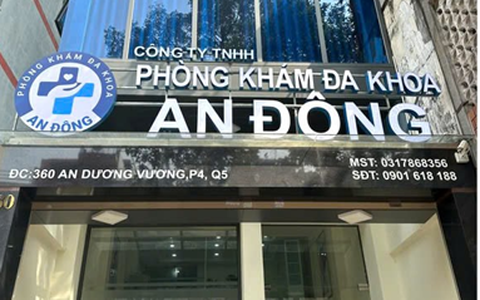 PHÒNG KHÁM ĐA KHOA
AN ĐÔNG
CÔNG TY TNHH
PHÒNG KHÁM ĐA KHOA
AN ĐÔNG
ĐC:360 AN DƯƠNG VƯƠNG,P4, Q5
MST: 0317868356
SĐT: 0901 618 188